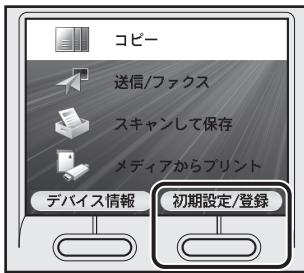 コピー
送信/ファクス
スキャンして保存
メディアからプリント
デバイス情報 初期設定/登録